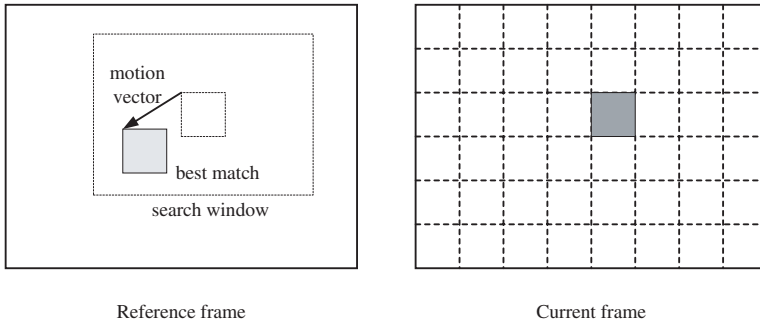 motion
vector
best match
search window
Reference frame
Current frame